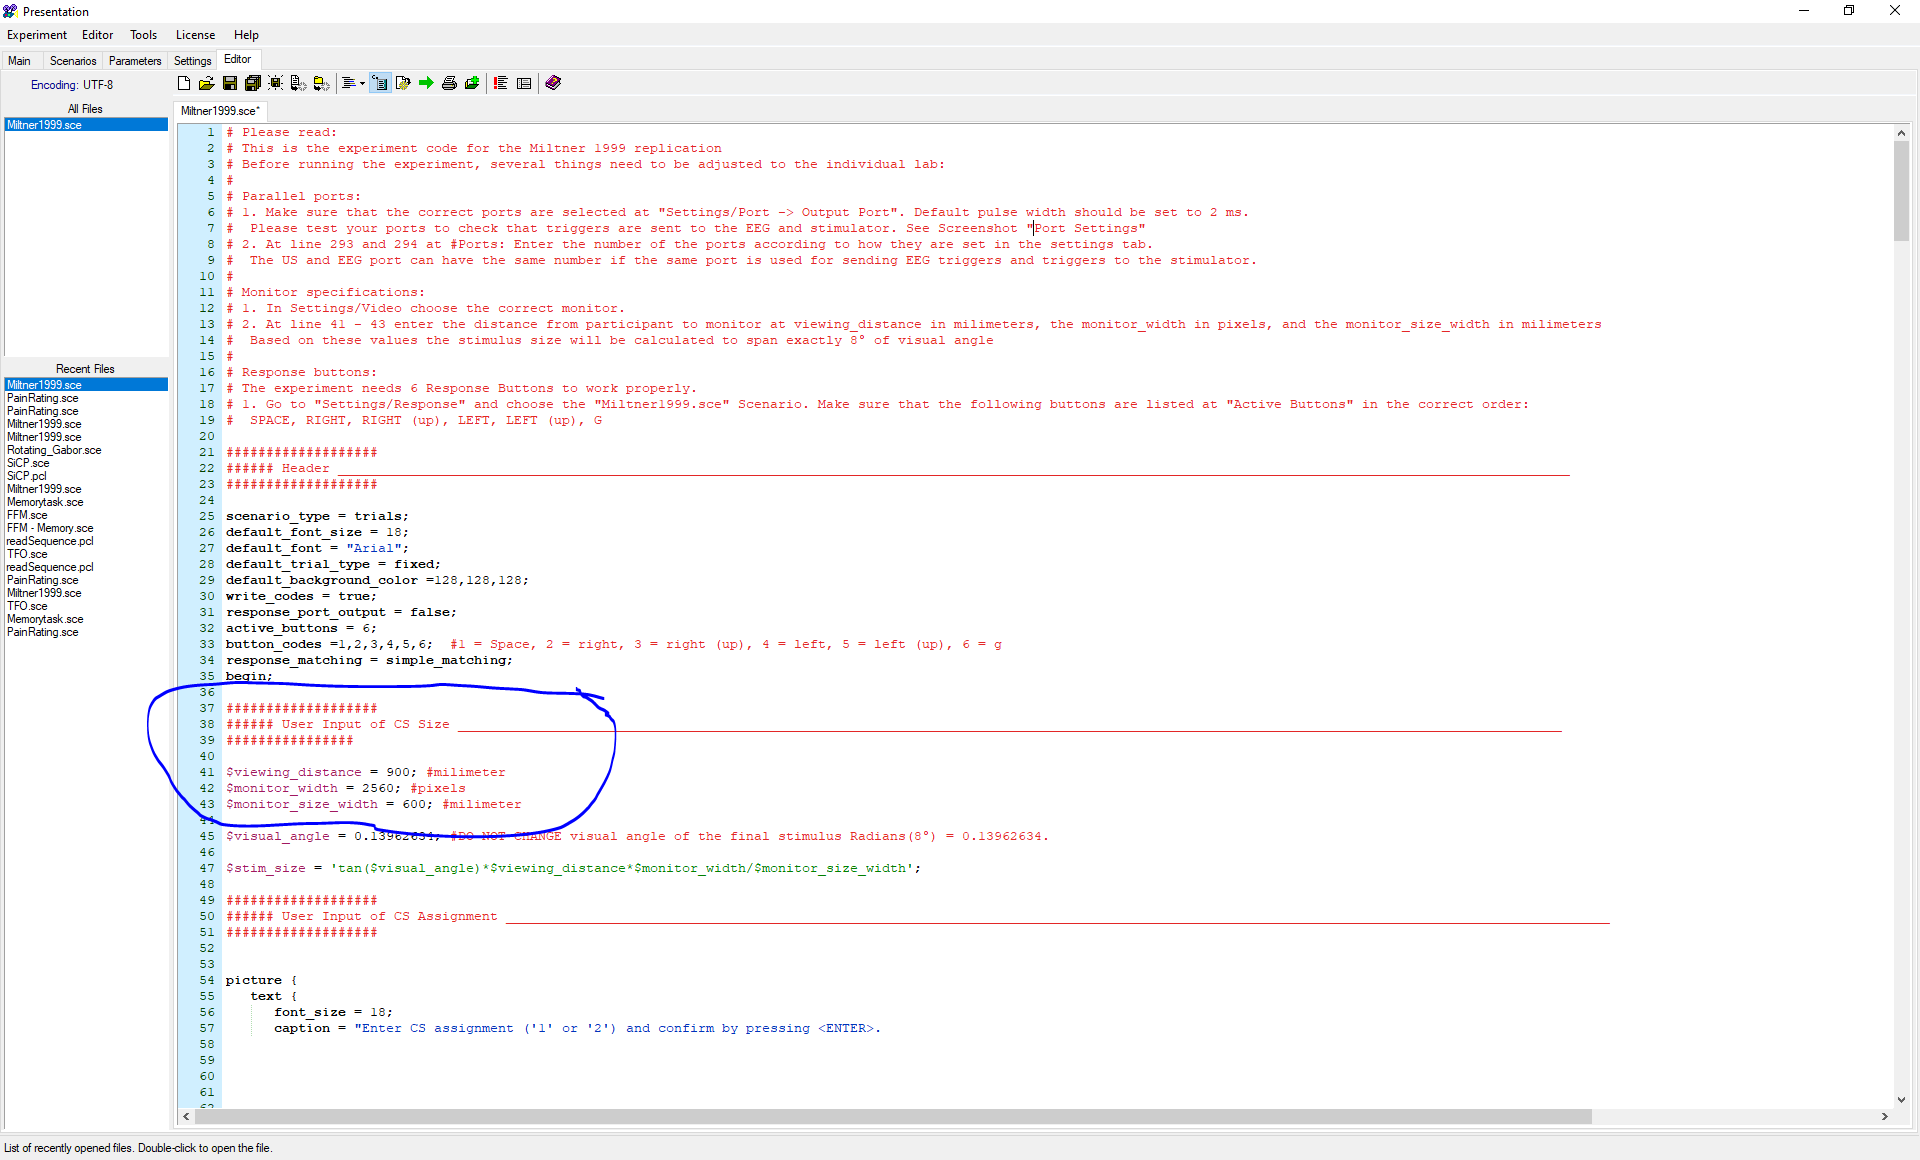 Presentation
Experiment Editor Tools License Help
Main Scenarios Parameters Settings Editor
Encoding: UTF-8
All Files
Miltner1999.sce
Recent Files
Miltner1999.sce
PainRating.sce
PainRating.sce
Miltner1999.sce
Miltner1999.sce
Rotating_Gabor.sce
SiCP.sce
SiCP.pcl
Miltner1999.sce
Memorytask.sce
FFM.sce
FFM - Memory.sce
readSequence.pcl
TFO.sce
readSequence.pcl
PainRating.sce
Miltner1999.sce
TFO.sce
Memorytask.sce
PainRating.sce
Miltner1999.sce*
1 # Please read:
2 # This is the experiment code for the Miltner 1999 replication
3 # Before running the experiment, several things need to be adjusted to the individual lab:
4 #
5 # Parallel ports:
6 # 1. Make sure that the correct ports are selected at "Settings/Port -> Output Port". Default pulse width should be set to 2 ms.
7 #  Please test your ports to check that triggers are sent to the EEG and stimulator. See Screenshot "Port Settings"
8 # 2. At line 293 and 294 at #Ports: Enter the number of the ports according to how they are set in the settings tab.
9 #  The US and EEG port can have the same number if the same port is used for sending EEG triggers and triggers to the stimulator.
10 #
11 # Monitor specifications:
12 # 1. In Settings/Video choose the correct monitor.
13 # 2. At line 41 - 43 enter the distance from participant to monitor at viewing_distance in milimeters, the monitor_width in pixels, and the monitor_size_width in milimeters
14 #  Based on these values the stimulus size will be calculated to span exactly 8° of visual angle
15 #
16 # Response buttons:
17 # The experiment needs 6 Response Buttons to work properly.
18 # 1. Go to "Settings/Response" and choose the "Miltner1999.sce" Scenario. Make sure that the following buttons are listed at "Active Buttons" in the correct order:
19 #  SPACE, RIGHT, RIGHT (up), LEFT, LEFT (up), G
20
21 ###################
22 ###### Header ____________________
23 ###################
24
25 scenario_type = trials;
26 default_font_size = 18;
27 default_font = "Arial";
28 default_trial_type = fixed;
29 default_background_color =128,128,128;
30 write_codes = true;
31 response_port_output = false;
32 active_buttons = 6;
33 button_codes =1,2,3,4,5,6;  #1 = Space, 2 = right, 3 = right (up), 4 = left, 5 = left (up), 6 = g
34 response_matching = simple_matching;
35 begin;
36
37 ###################
38 ###### User Input of CS Size ____________________
39 ################
40
41 $viewing_distance = 900; #milimeter
42 $monitor_width = 2560; #pixels
43 $monitor_size_width = 600; #milimeter
44
45 $visual_angle = 0.13962634; #DO NOT CHANGE visual angle of the final stimulus Radians(8°) = 0.13962634.
46
47 $stim_size = 'tan($visual_angle)*$viewing_distance*$monitor_width/$monitor_size_width';
48
49 ###################
50 ###### User Input of CS Assignment ____________________
51 ###################
52
53
54 picture {
55 text {
56 font_size = 18;
57 caption = "Enter CS assignment ('1' or '2') and confirm by pressing <ENTER>.
58
59
60
61
List of recently opened files. Double-click to open the file.